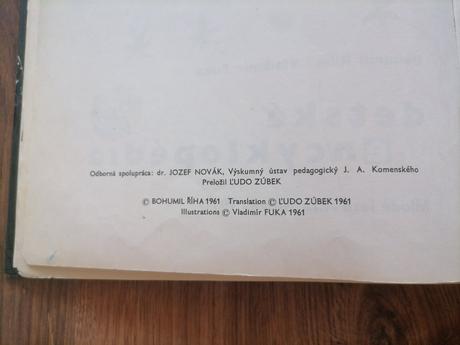 Odborná spolupráca: dr. JOZEF NOVÁK, Výskumný ústav pedagogický J. A. Komenského
Preložil ĽUDO ZÚBEK
© BOHUMIL ŘÍHA 1961 Translation © ĽUDO ZÚBEK 1961
Illustrations © Vladimír FUKA 1961